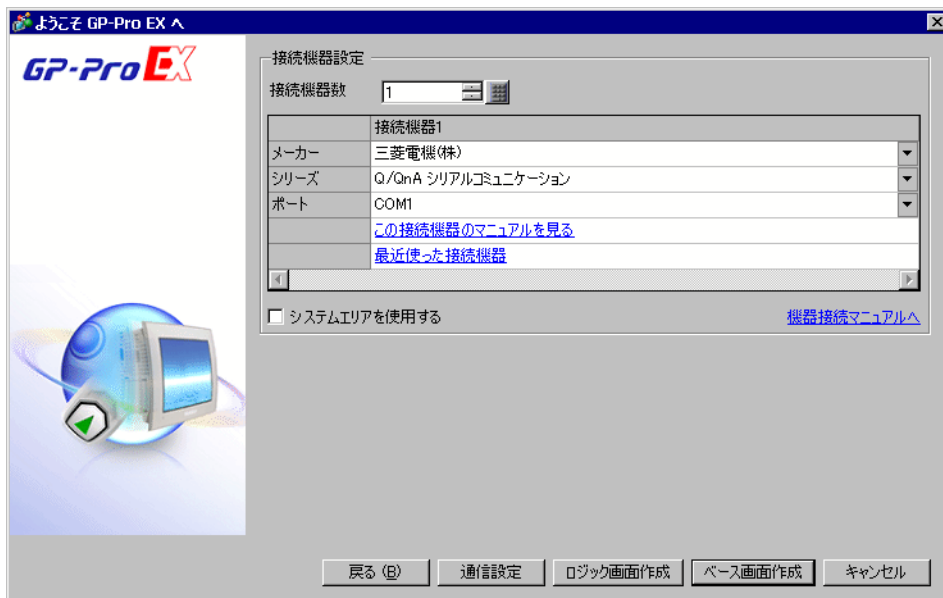 ようこそ GP-Pro EX へ
GP-Pro EX
接続機器設定
接続機器数 1
接続機器1
メーカー 三菱電機(株)
シリーズ Q/QnA シリアルコミュニケーション
ポート COM1
この接続機器のマニュアルを見る
最近使った接続機器
システムエリアを使用する 機器接続マニュアルへ
戻る (B) 通信設定 ロジック画面作成 ベース画面作成 キャンセル